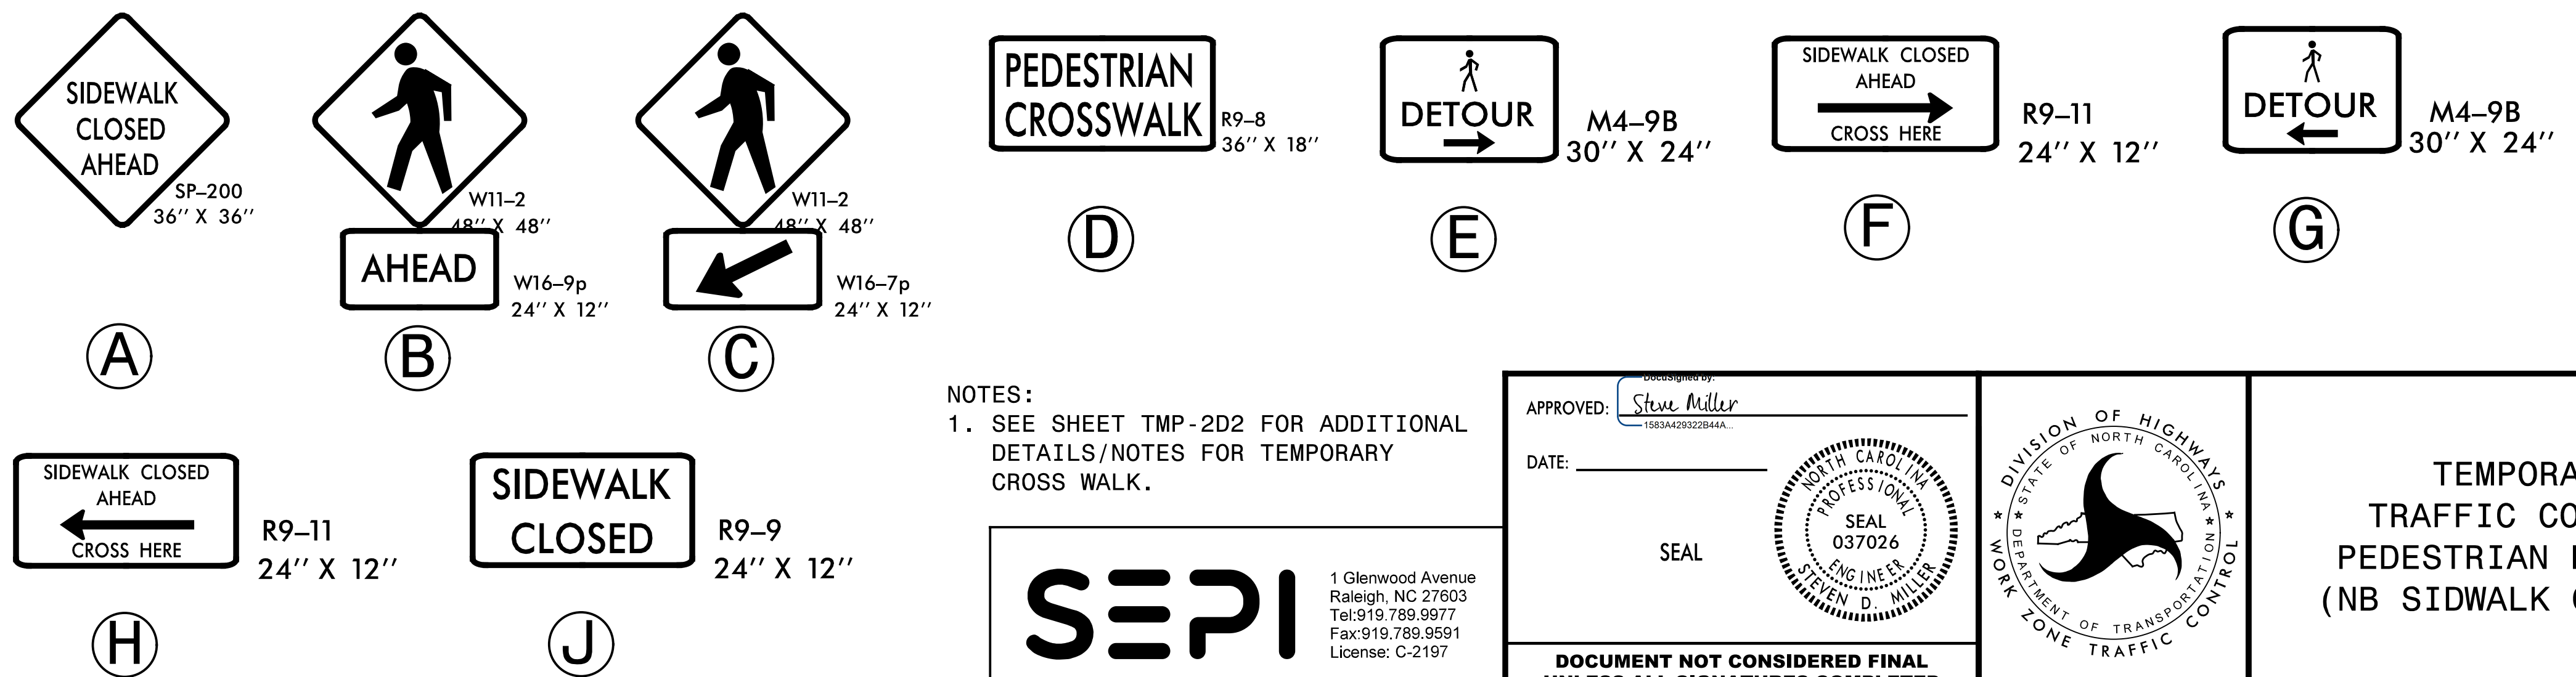 SIDEWALK
CLOSED
AHEAD
SP–200
36'' X 36''
A
W11–2
48'' X 48''
AHEAD
W16–9p
24'' X 12''
B
W11–2
48'' X 48''
W16–7p
24'' X 12''
C
PEDESTRIAN
CROSSWALK
R9–8
36'' X 18''
D
DETOUR
M4–9B
30'' X 24''
E
SIDEWALK CLOSED
AHEAD
CROSS HERE
R9–11
24'' X 12''
F
DETOUR
M4–9B
30'' X 24''
G
SIDEWALK CLOSED
AHEAD
CROSS HERE
R9–11
24'' X 12''
H
SIDEWALK
CLOSED
R9–9
24'' X 12''
J
NOTES:
1. SEE SHEET TMP-2D2 FOR ADDITIONAL
DETAILS/NOTES FOR TEMPORARY
CROSS WALK.
SEPI
1 Glenwood Avenue
Raleigh, NC 27603
Tel:919.789.9977
Fax:919.789.9591
License: C-2197
DocuSigned by:
APPROVED: Steve Miller
1583A429322B44A...
DATE:
SEAL
NORTH CAROLINA
PROFESSIONAL
SEAL
037026
ENGINEER
STEVEN D. MILLER
DOCUMENT NOT CONSIDERED FINAL
UNLESS ALL SIGNATURES COMPLETED
DIVISION OF HIGHWAYS
STATE OF NORTH CAROLINA
DEPARTMENT OF TRANSPORTATION
WORK ZONE TRAFFIC CONTROL
TEMPORA
TRAFFIC CO
PEDESTRIAN
(NB SIDWALK